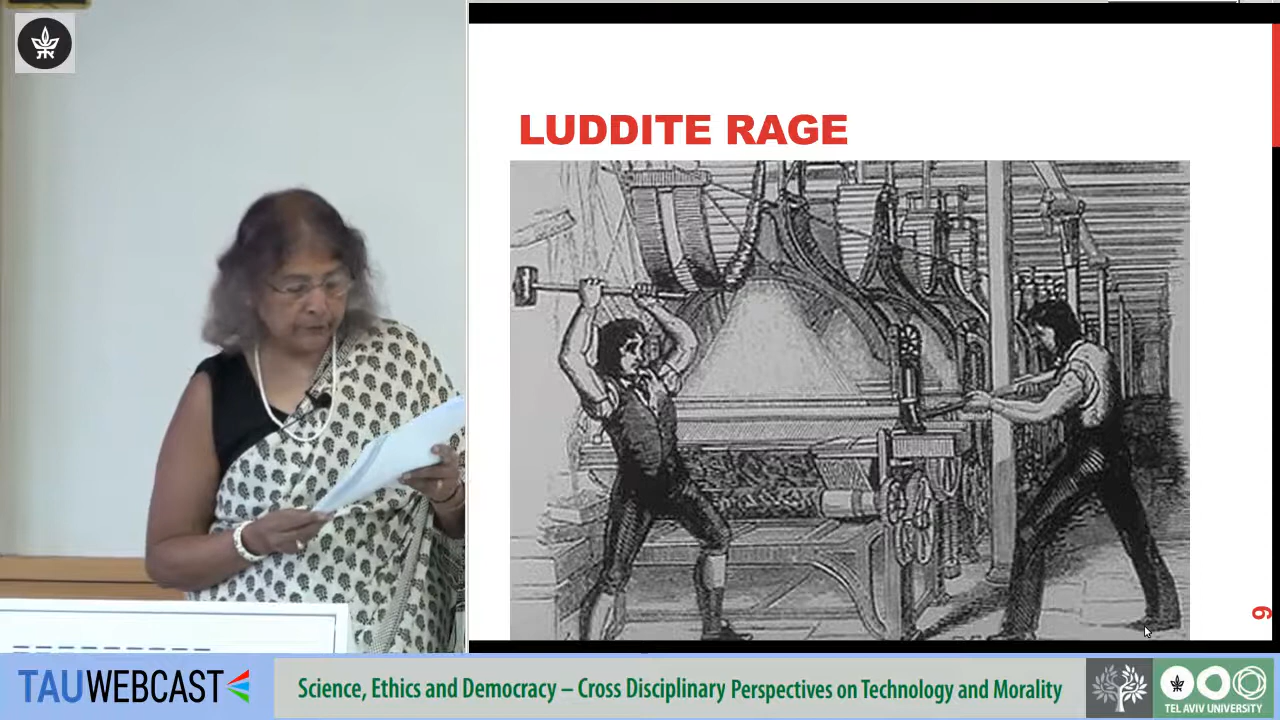 LUDDITE RAGE
9
TAUWEBCAST
Science, Ethics and Democracy – Cross Disciplinary Perspectives on Technology and Morality
TEL AVIV UNIVERSITY